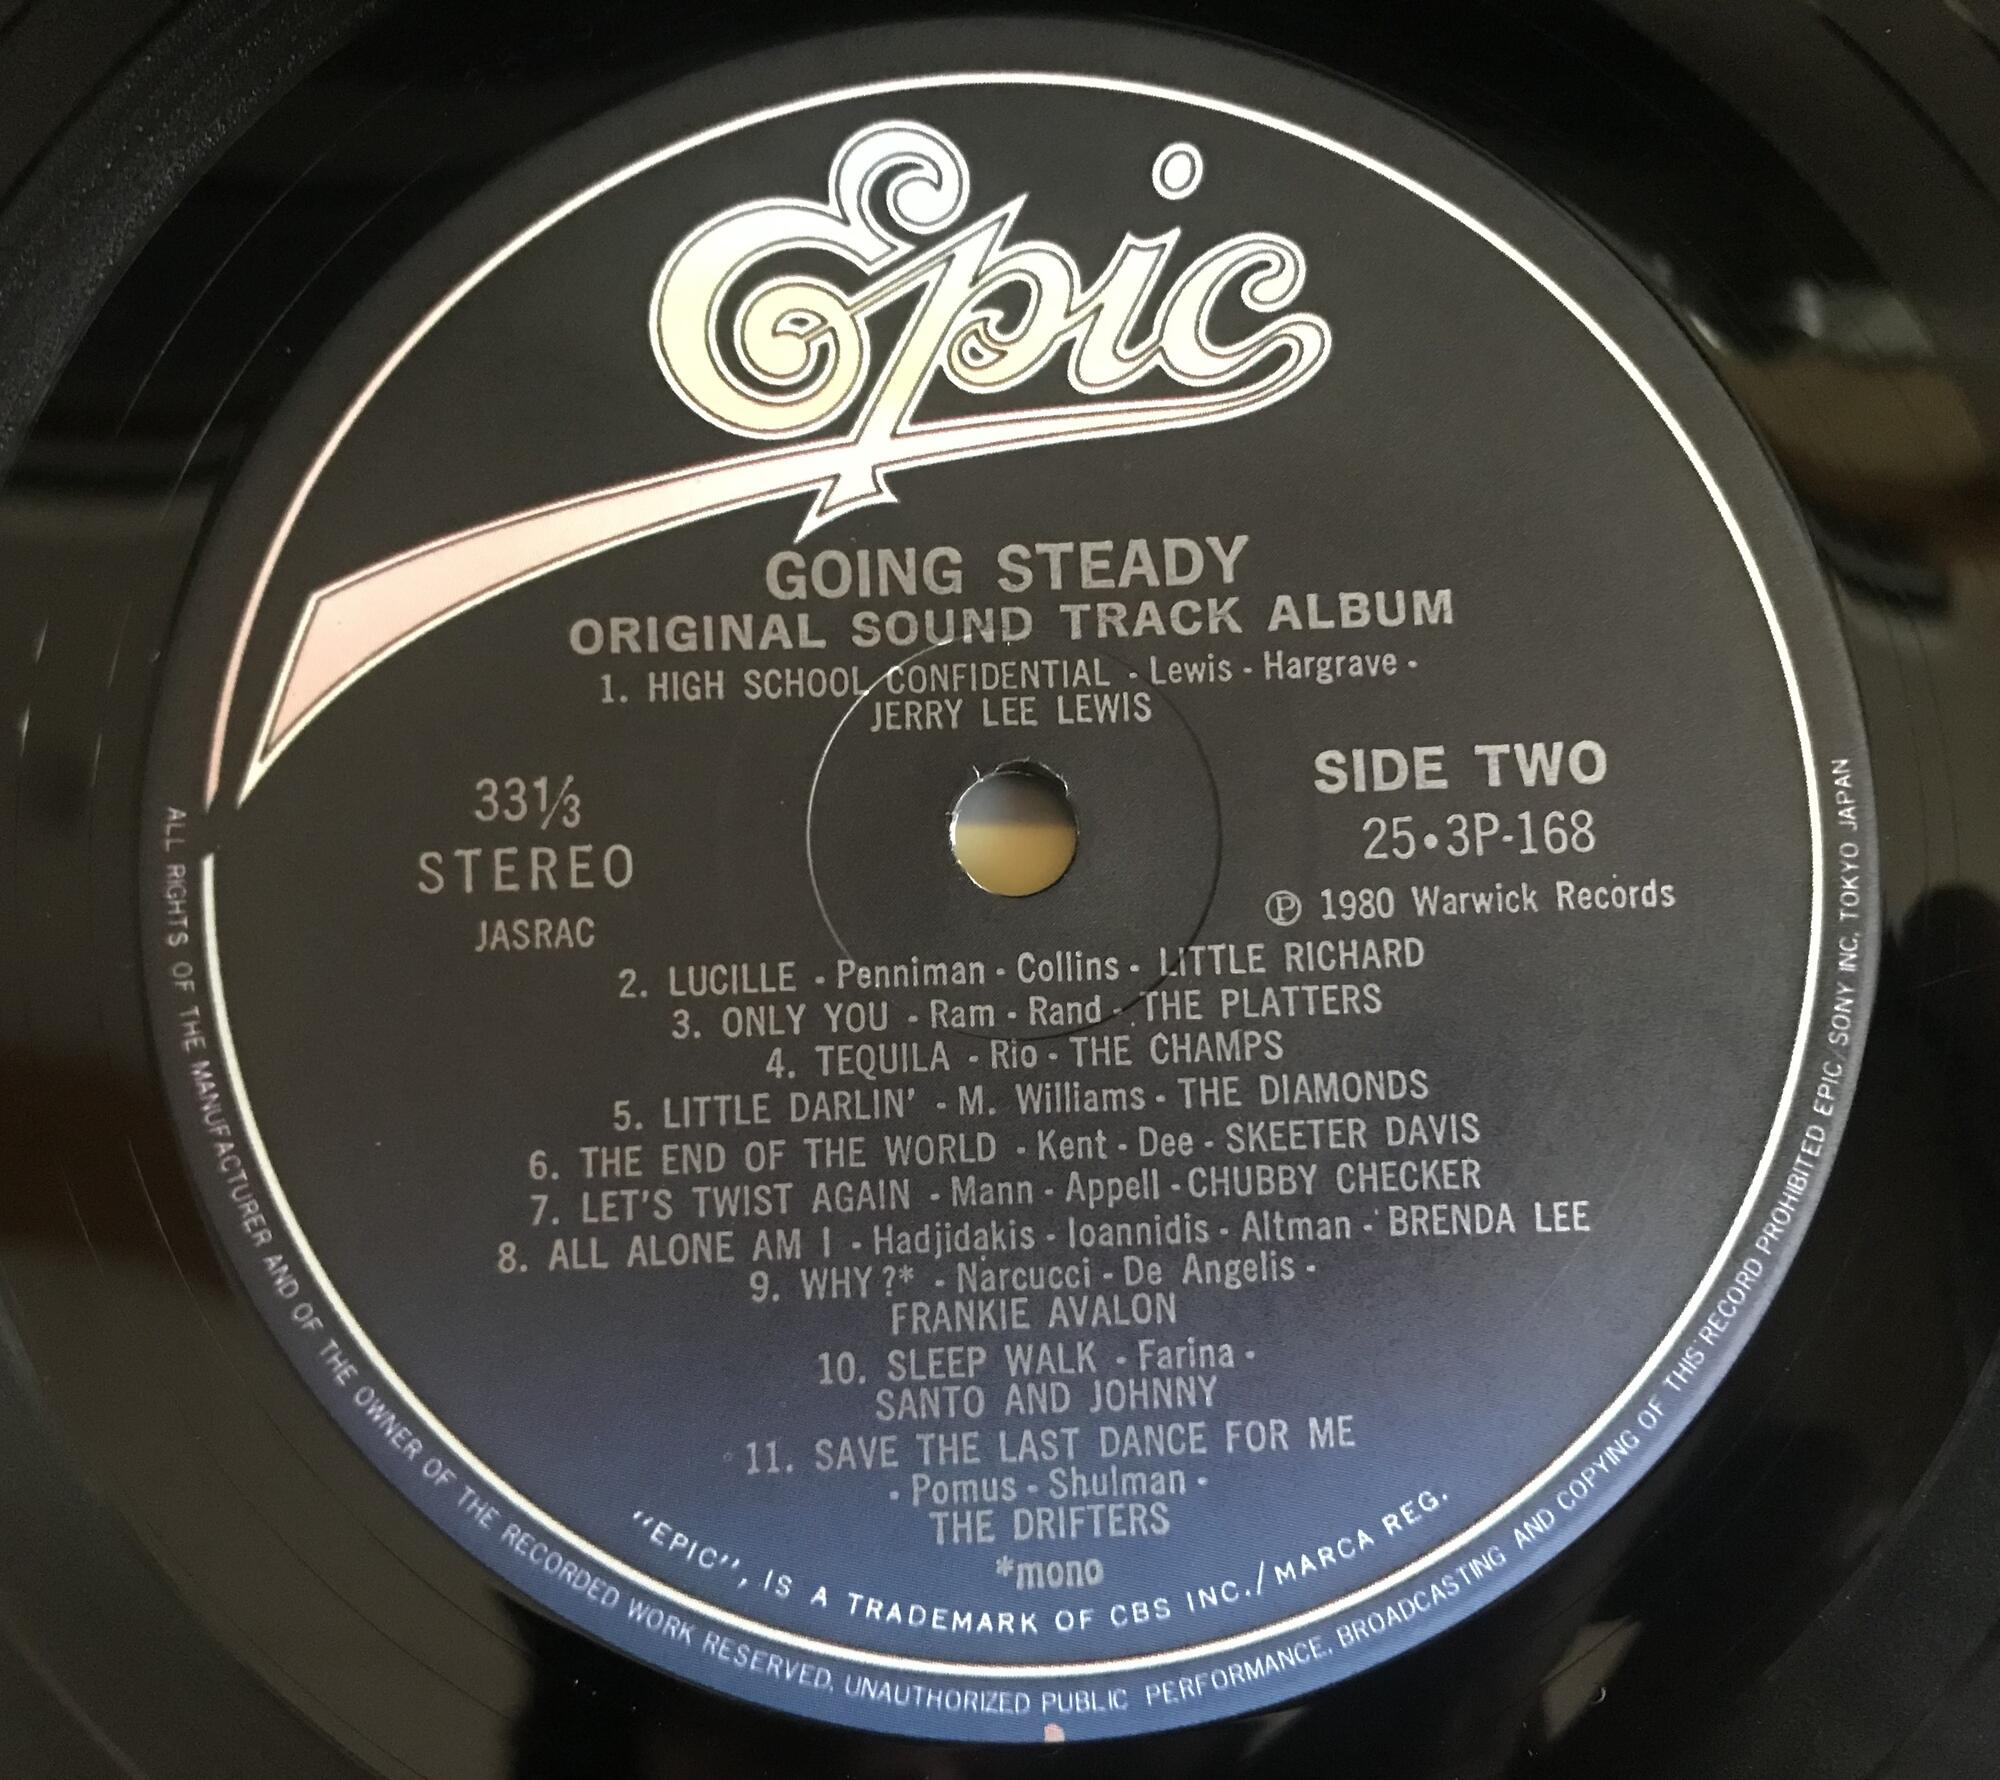 Epic
GOING STEADY
ORIGINAL SOUND TRACK ALBUM
1. HIGH SCHOOL CONFIDENTIAL - Lewis - Hargrave -
JERRY LEE LEWIS
33⅓
STEREO
JASRAC
SIDE TWO
25•3P-168
℗ 1980 Warwick Records
2. LUCILLE - Penniman - Collins - LITTLE RICHARD
3. ONLY YOU - Ram - Rand - THE PLATTERS
4. TEQUILA - Rio - THE CHAMPS
5. LITTLE DARLIN' - M. Williams - THE DIAMONDS
6. THE END OF THE WORLD - Kent - Dee - SKEETER DAVIS
7. LET'S TWIST AGAIN - Mann - Appell - CHUBBY CHECKER
8. ALL ALONE AM I - Hadjidakis - Ioannidis - Altman - BRENDA LEE
9. WHY?* - Narcucci - De Angelis -
FRANKIE AVALON
10. SLEEP WALK - Farina -
SANTO AND JOHNNY
11. SAVE THE LAST DANCE FOR ME
- Pomus - Shulman -
THE DRIFTERS
*mono
"EPIC", IS A TRADEMARK OF CBS INC./MARCA REG.
ALL RIGHTS OF THE MANUFACTURER AND OF THE OWNER OF THE RECORDED WORK RESERVED. UNAUTHORIZED PUBLIC PERFORMANCE, BROADCASTING AND COPYING OF THIS RECORD PROHIBITED EPIC/SONY INC. TOKYO JAPAN